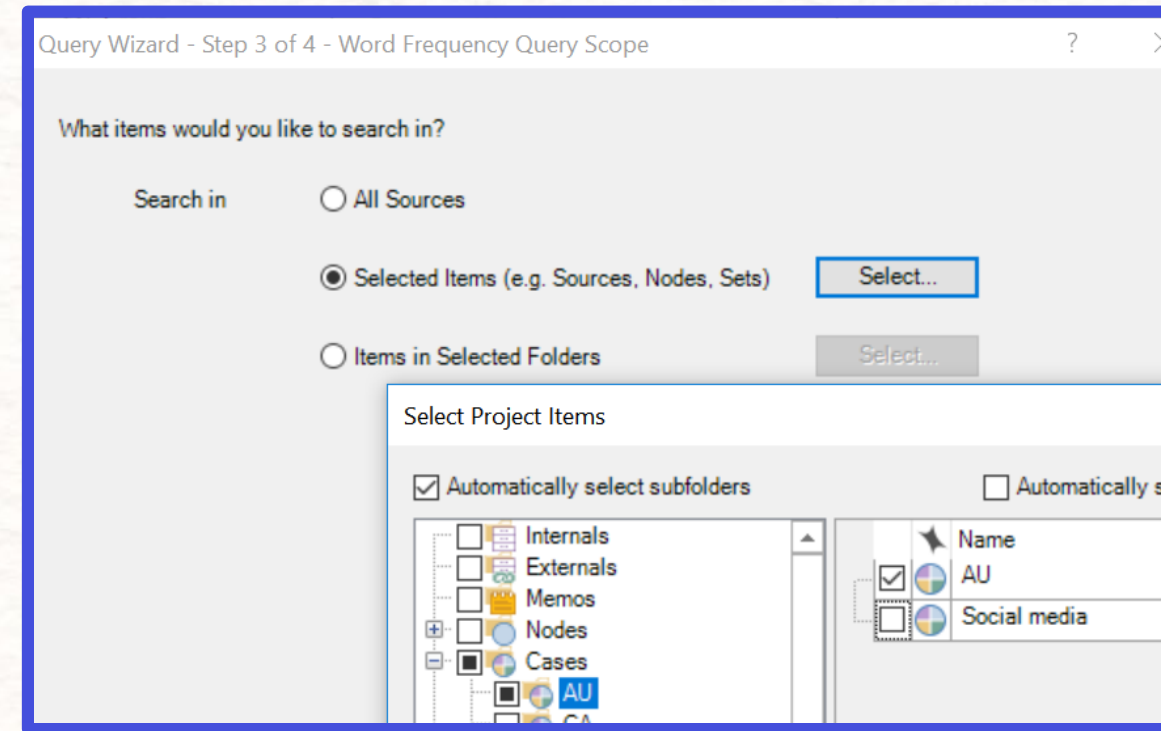 Query Wizard - Step 3 of 4 - Word Frequency Query Scope ?
What items would you like to search in?
Search in All Sources
Selected Items (e.g. Sources, Nodes, Sets) Select...
Items in Selected Folders Select...
Select Project Items
Automatically select subfolders Automatically s
Internals Name
Externals AU
Memos Social media
Nodes
Cases
AU